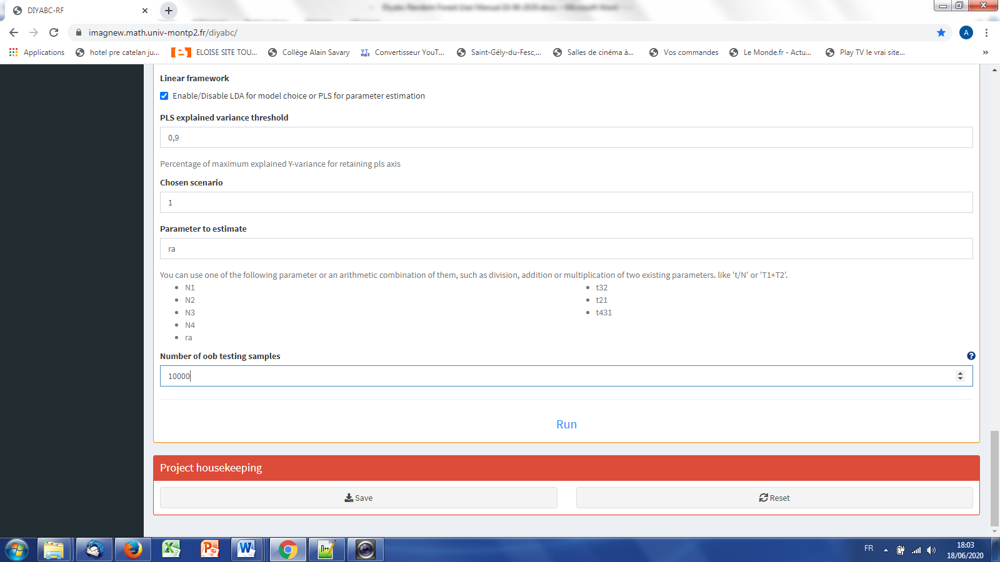 DIYABC-RF
imagnew.math.univ-montp2.fr/diyabc/
A
Applications
hotel pre catelan ju...
ELOISE SITE TOU...
Collège Alain Savary
YT mp3
Convertisseur YouT...
Saint-Gély-du-Fesc,...
Salles de cinéma à...
Vos commandes
Le Monde.fr - Actu...
Play TV le vrai site...
»
Linear framework
Enable/Disable LDA for model choice or PLS for parameter estimation
PLS explained variance threshold
0,9
Percentage of maximum explained Y-variance for retaining pls axis
Chosen scenario
1
Parameter to estimate
ra
You can use one of the following parameter or an arithmetic combination of them, such as division, addition or multiplication of two existing parameters. like 't/N' or 'T1+T2'.
N1
N2
N3
N4
ra
t32
t21
t431
Number of oob testing samples
10000
Run
Project housekeeping
Save
Reset
FR
18:03
18/06/2020